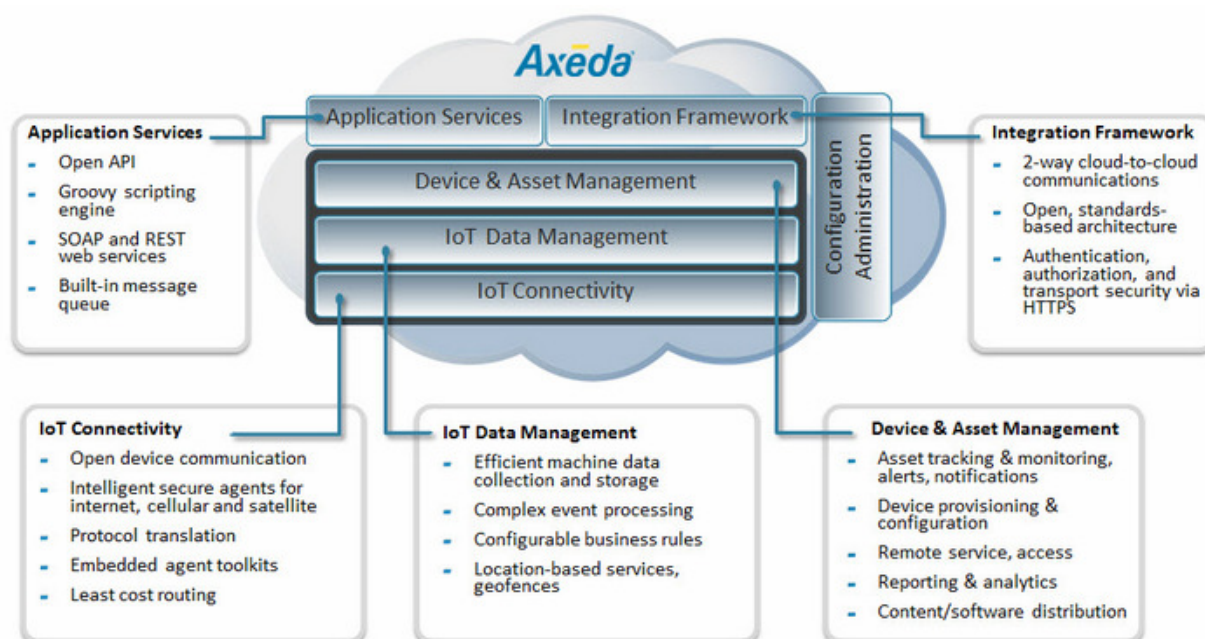 Axēda
Application Services
Integration Framework
Configuration
Administration
Device & Asset Management
IoT Data Management
IoT Connectivity
Application Services
- Open API
- Groovy scripting
engine
- SOAP and REST
web services
- Built-in message
queue
Integration Framework
- 2-way cloud-to-cloud
communications
- Open, standards-
based architecture
- Authentication,
authorization, and
transport security via
HTTPS
IoT Connectivity
- Open device communication
- Intelligent secure agents for
internet, cellular and satellite
- Protocol translation
- Embedded agent toolkits
- Least cost routing
IoT Data Management
- Efficient machine data
collection and storage
- Complex event processing
- Configurable business rules
- Location-based services,
geofences
Device & Asset Management
- Asset tracking & monitoring,
alerts, notifications
- Device provisioning &
configuration
- Remote service, access
- Reporting & analytics
- Content/software distribution